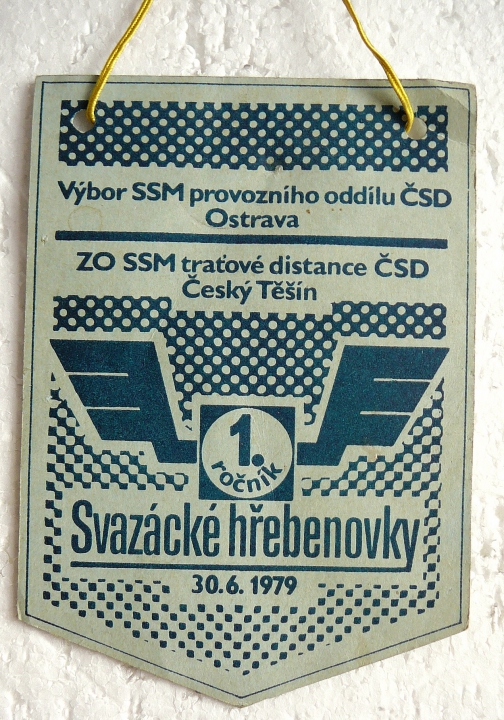 Výbor SSM provozního oddílu ČSD
Ostrava
ZO SSM traťové distance ČSD
Český Těšín
1.
ročník
Svazácké hřebenovky
30.6. 1979